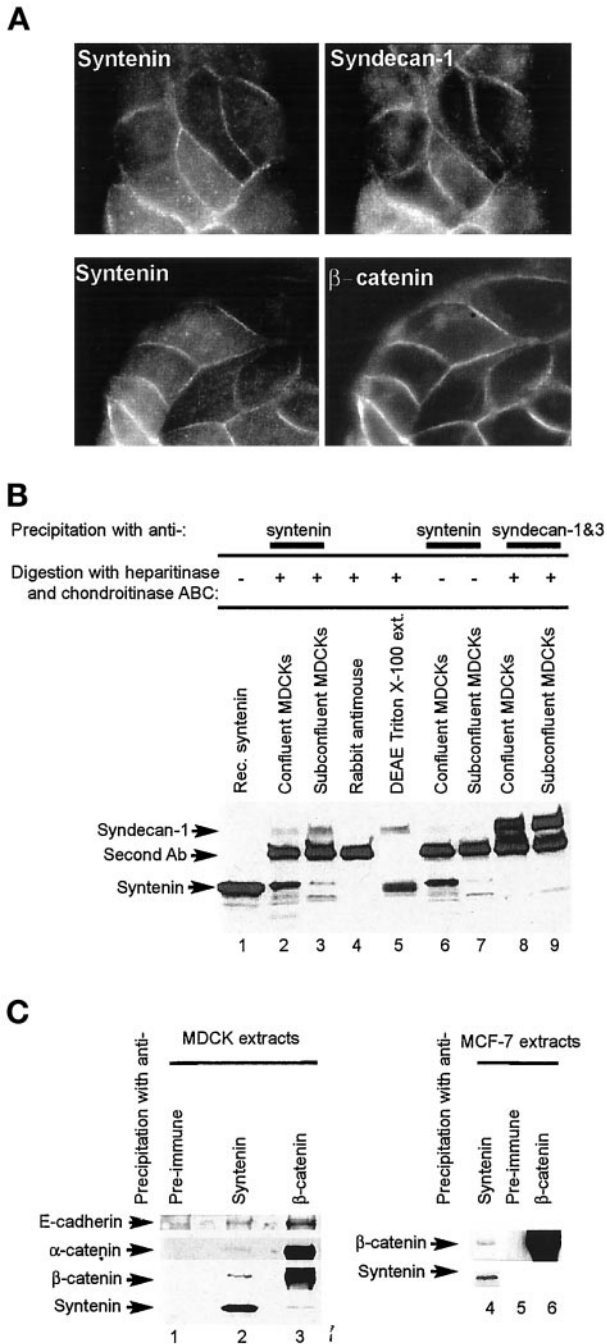 A
Syntenin
Syndecan-1
Syntenin
β- catenin
B
Precipitation with anti-:
syntenin
syntenin
syndecan-1&3
Digestion with heparitinase
and chondroitinase ABC:
- + + + + - - + +
Rec. syntenin
Confluent MDCKs
Subconfluent MDCKs
Rabbit antimouse
DEAE Triton X-100 ext.
Confluent MDCKs
Subconfluent MDCKs
Confluent MDCKs
Subconfluent MDCKs
Syndecan-1
Second Ab
Syntenin
1 2 3 4 5 6 7 8 9
C
MDCK extracts
Precipitation with anti-
Pre-immune
Syntenin
β-catenin
E-cadherin
α-catenin
β-catenin
Syntenin
1 2 3
MCF-7 extracts
Precipitation with anti-
Syntenin
Pre-immune
β-catenin
β-catenin
Syntenin
4 5 6